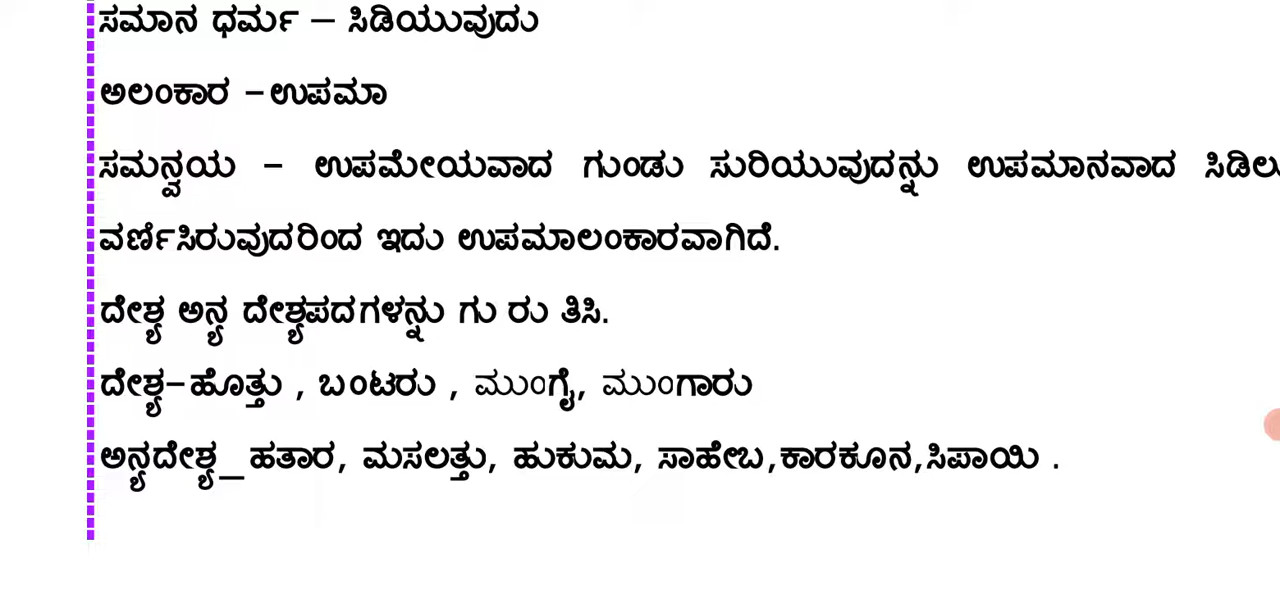 ಸಮಾನ ಧರ್ಮ – ಸಿಡಿಯುವುದು
ಅಲಂಕಾರ –ಉಪಮಾ
ಸಮನ್ವಯ – ಉಪಮೇಯವಾದ ಗುಂಡು ಸುರಿಯುವುದನ್ನು ಉಪಮಾನವಾದ
ವರ್ಣಿಸಿರುವುದರಿಂದ ಇದು ಉಪಮಾಲಂಕಾರವಾಗಿದೆ.
ದೇಶ್ಯ ಅನ್ಯ ದೇಶ್ಯಪದಗಳನ್ನು ಗು ರು ತಿಸಿ.
ದೇಶ್ಯ–ಹೊತ್ತು , ಬಂಟರು , ಮುಂಗೈ, ಮುಂಗಾರು
ಅನ್ಯದೇಶ್ಯ_ಹತಾರ, ಮಸಲತ್ತು, ಹುಕುಮ, ಸಾಹೇಬ,ಕಾರಕೂನ,ಸಿಪಾಯಿ .